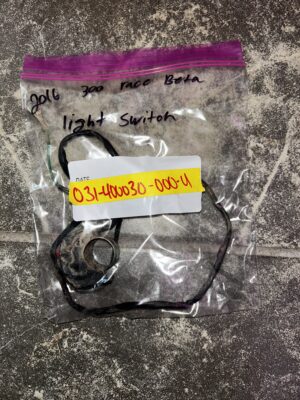 2016 300 race Beta
light Switch
DATE
031-400030-000-U